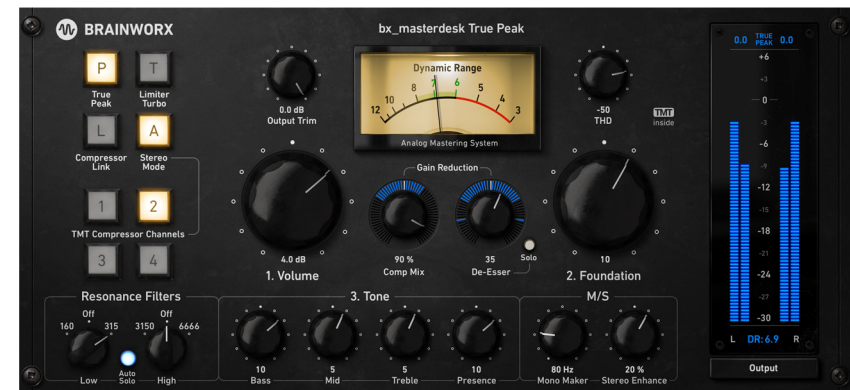 BRAINWORX
bx_masterdesk True Peak
P
T
True
Peak
Limiter
Turbo
L
A
Compressor
Link
Stereo
Mode
1
2
TMT Compressor Channels
3
4
0.0 dB
Output Trim
Dynamic Range
12 10 8 7 6 5 4 3
Analog Mastering System
-50
THD
TMT
inside
Gain Reduction
4.0 dB
1. Volume
90 %
Comp Mix
35
De-Esser
Solo
10
2. Foundation
Resonance Filters
Off
160 315
Low
Auto
Solo
Off
3150 6666
High
3. Tone
10
Bass
5
Mid
5
Treble
10
Presence
M/S
80 Hz
Mono Maker
20 %
Stereo Enhance
0.0 TRUE PEAK 0.0
+6
+3
0
-3
-6
-9
-12
-15
-18
-21
-24
-27
-30
L DR:6.9 R
Output